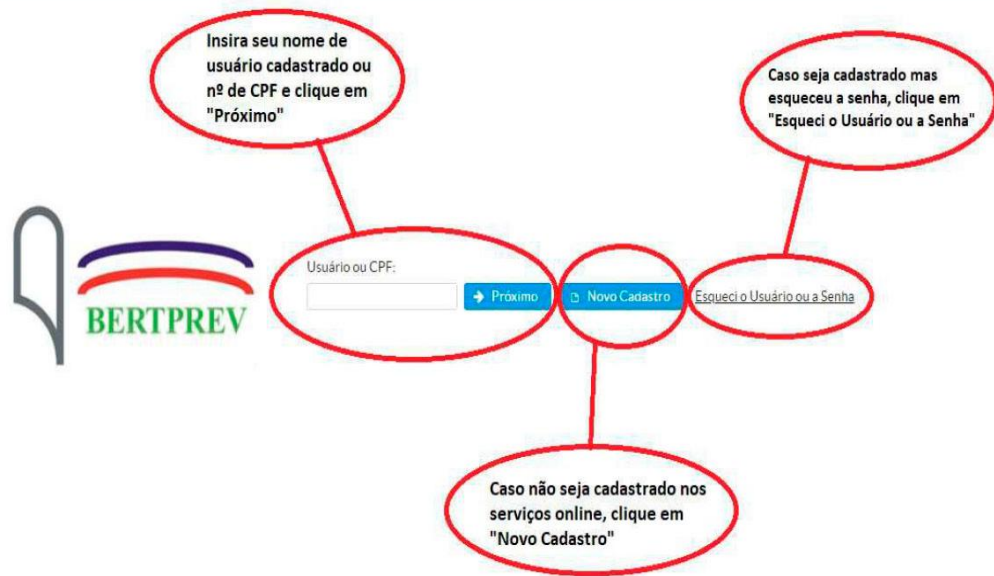 Insira seu nome de
usuário cadastrado ou
nº de CPF e clique em
"Próximo"
Caso seja cadastrado mas
esqueceu a senha, clique em
"Esqueci o Usuário ou a Senha"
BERTPREV
Usuário ou CPF:
Próximo
Novo Cadastro
Esqueci o Usuário ou a Senha
Caso não seja cadastrado nos
serviços online, clique em
"Novo Cadastro"